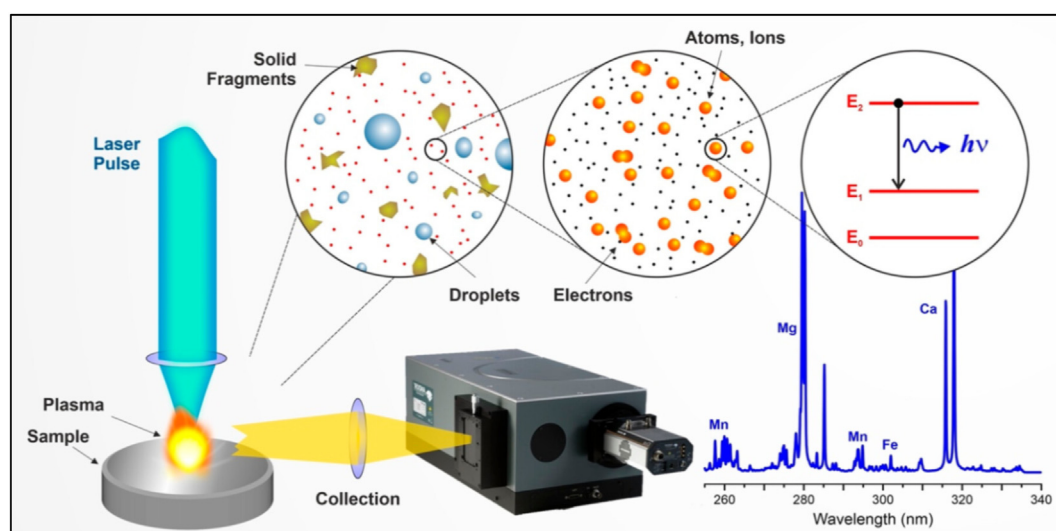 Solid
Fragments
Atoms, Ions
Laser
Pulse
E2
hν
E1
E0
Droplets
Electrons
Mg
Ca
Plasma
Sample
Mn
Mn
Fe
Collection
260
280
300
320
340
Wavelength (nm)